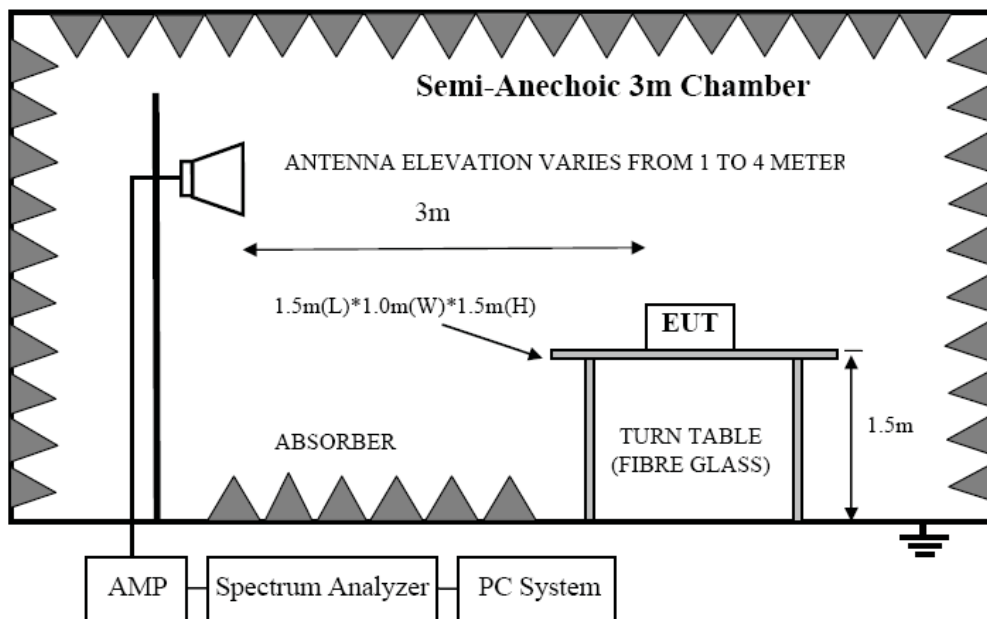 Semi-Anechoic 3m Chamber
ANTENNA ELEVATION VARIES FROM 1 TO 4 METER
3m
1.5m(L)*1.0m(W)*1.5m(H)
EUT
1.5m
ABSORBER
TURN TABLE
(FIBRE GLASS)
AMP
Spectrum Analyzer
PC System